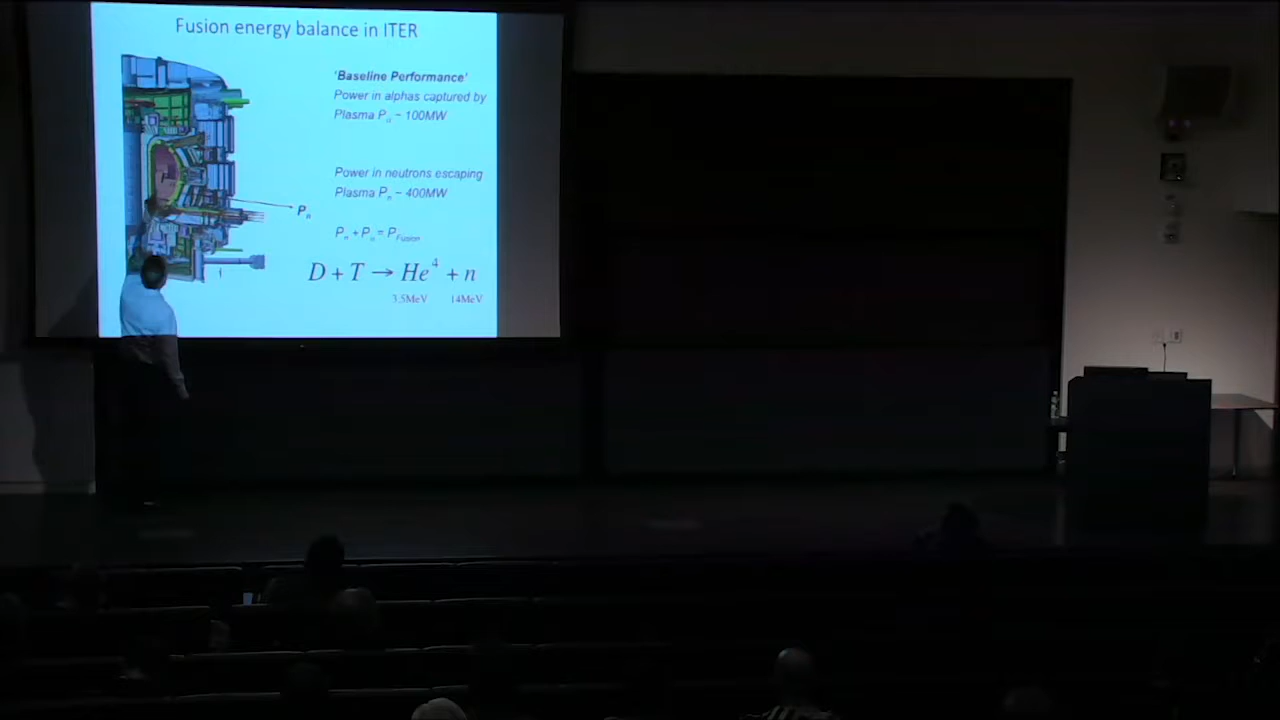 Fusion energy balance in ITER
'Baseline Performance'
Power in alphas captured by
Plasma Pα ~ 100MW
Power in neutrons escaping
Plasma Pn ~ 400MW
Pn
Pn + Pα = PFusion
D + T → He⁴ + n
3.5MeV 14MeV